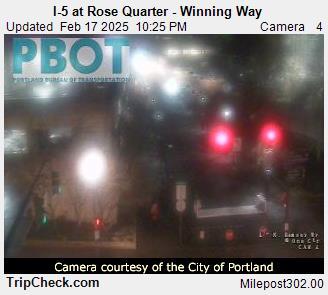 I-5 at Rose Quarter - Winning Way
Updated Feb 17 2025 10:25 PM Camera 4
PBOT
PORTLAND BUREAU OF TRANSPORTATION
Camera courtesy of the City of Portland
TripCheck.com Milepost302.00